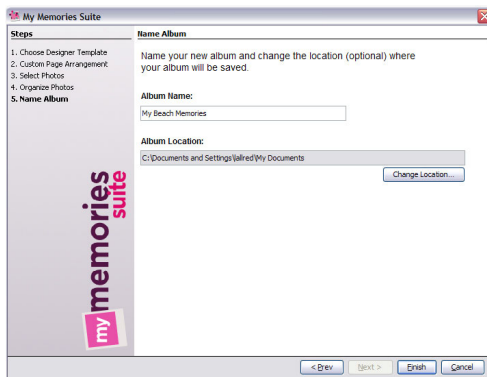 My Memories Suite
Steps
1. Choose Designer Template
2. Custom Page Arrangement
3. Select Photos
4. Organize Photos
5. Name Album
my memories suite
Name Album
Name your new album and change the location (optional) where
your album will be saved.
Album Name:
My Beach Memories
Album Location:
C:\Documents and Settings\lallred\My Documents
Change Location...
< Prev
Next >
Finish
Cancel